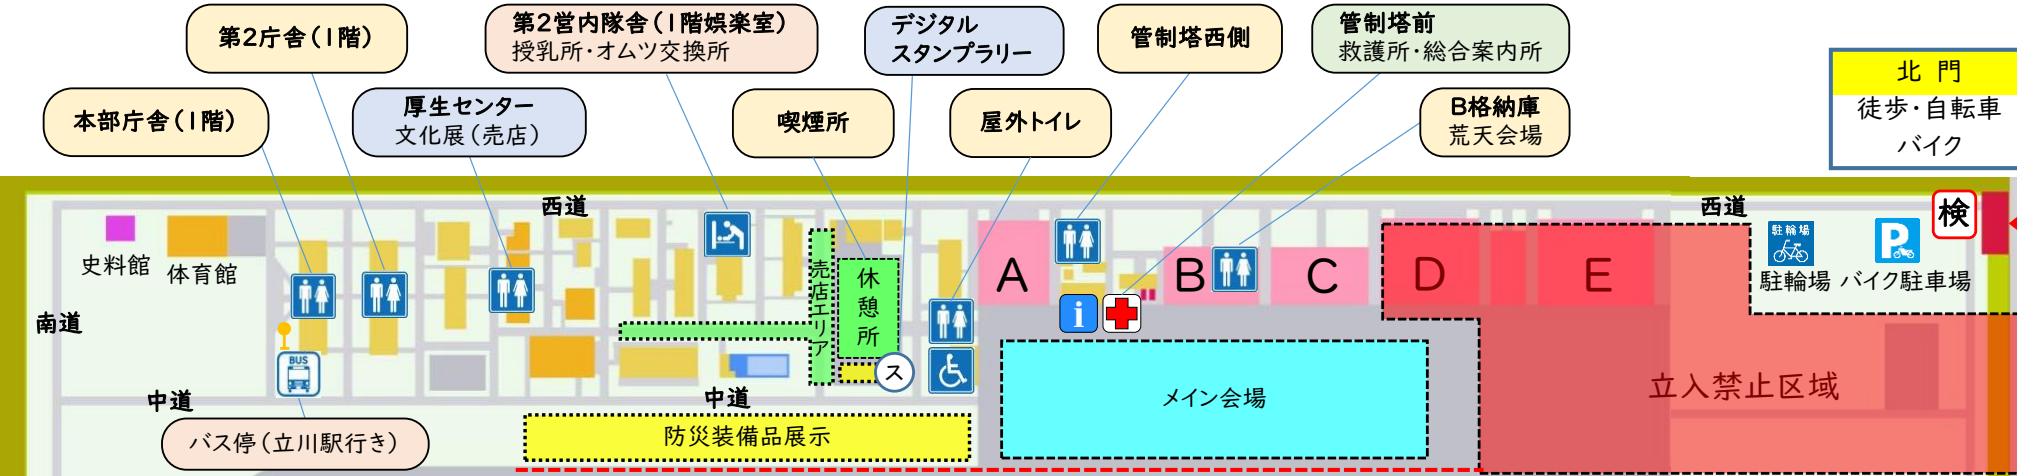 第2庁舎(1階)
第2営内隊舎(1階娯楽室)
授乳所・オムツ交換所
デジタル
スタンプラリー
管制塔西側
管制塔前
救護所・総合案内所
北門
徒歩・自転車
バイク
本部庁舎(1階)
厚生センター
文化展(売店)
喫煙所
屋外トイレ
B格納庫
荒天会場
西道
西道
検
史料館
体育館
売店エリア
休憩所
A
B
C
D
E
駐輪場
P
駐輪場
バイク駐車場
南道
i
BUS
ス
中道
中道
メイン会場
立入禁止区域
バス停(立川駅行き)
防災装備品展示